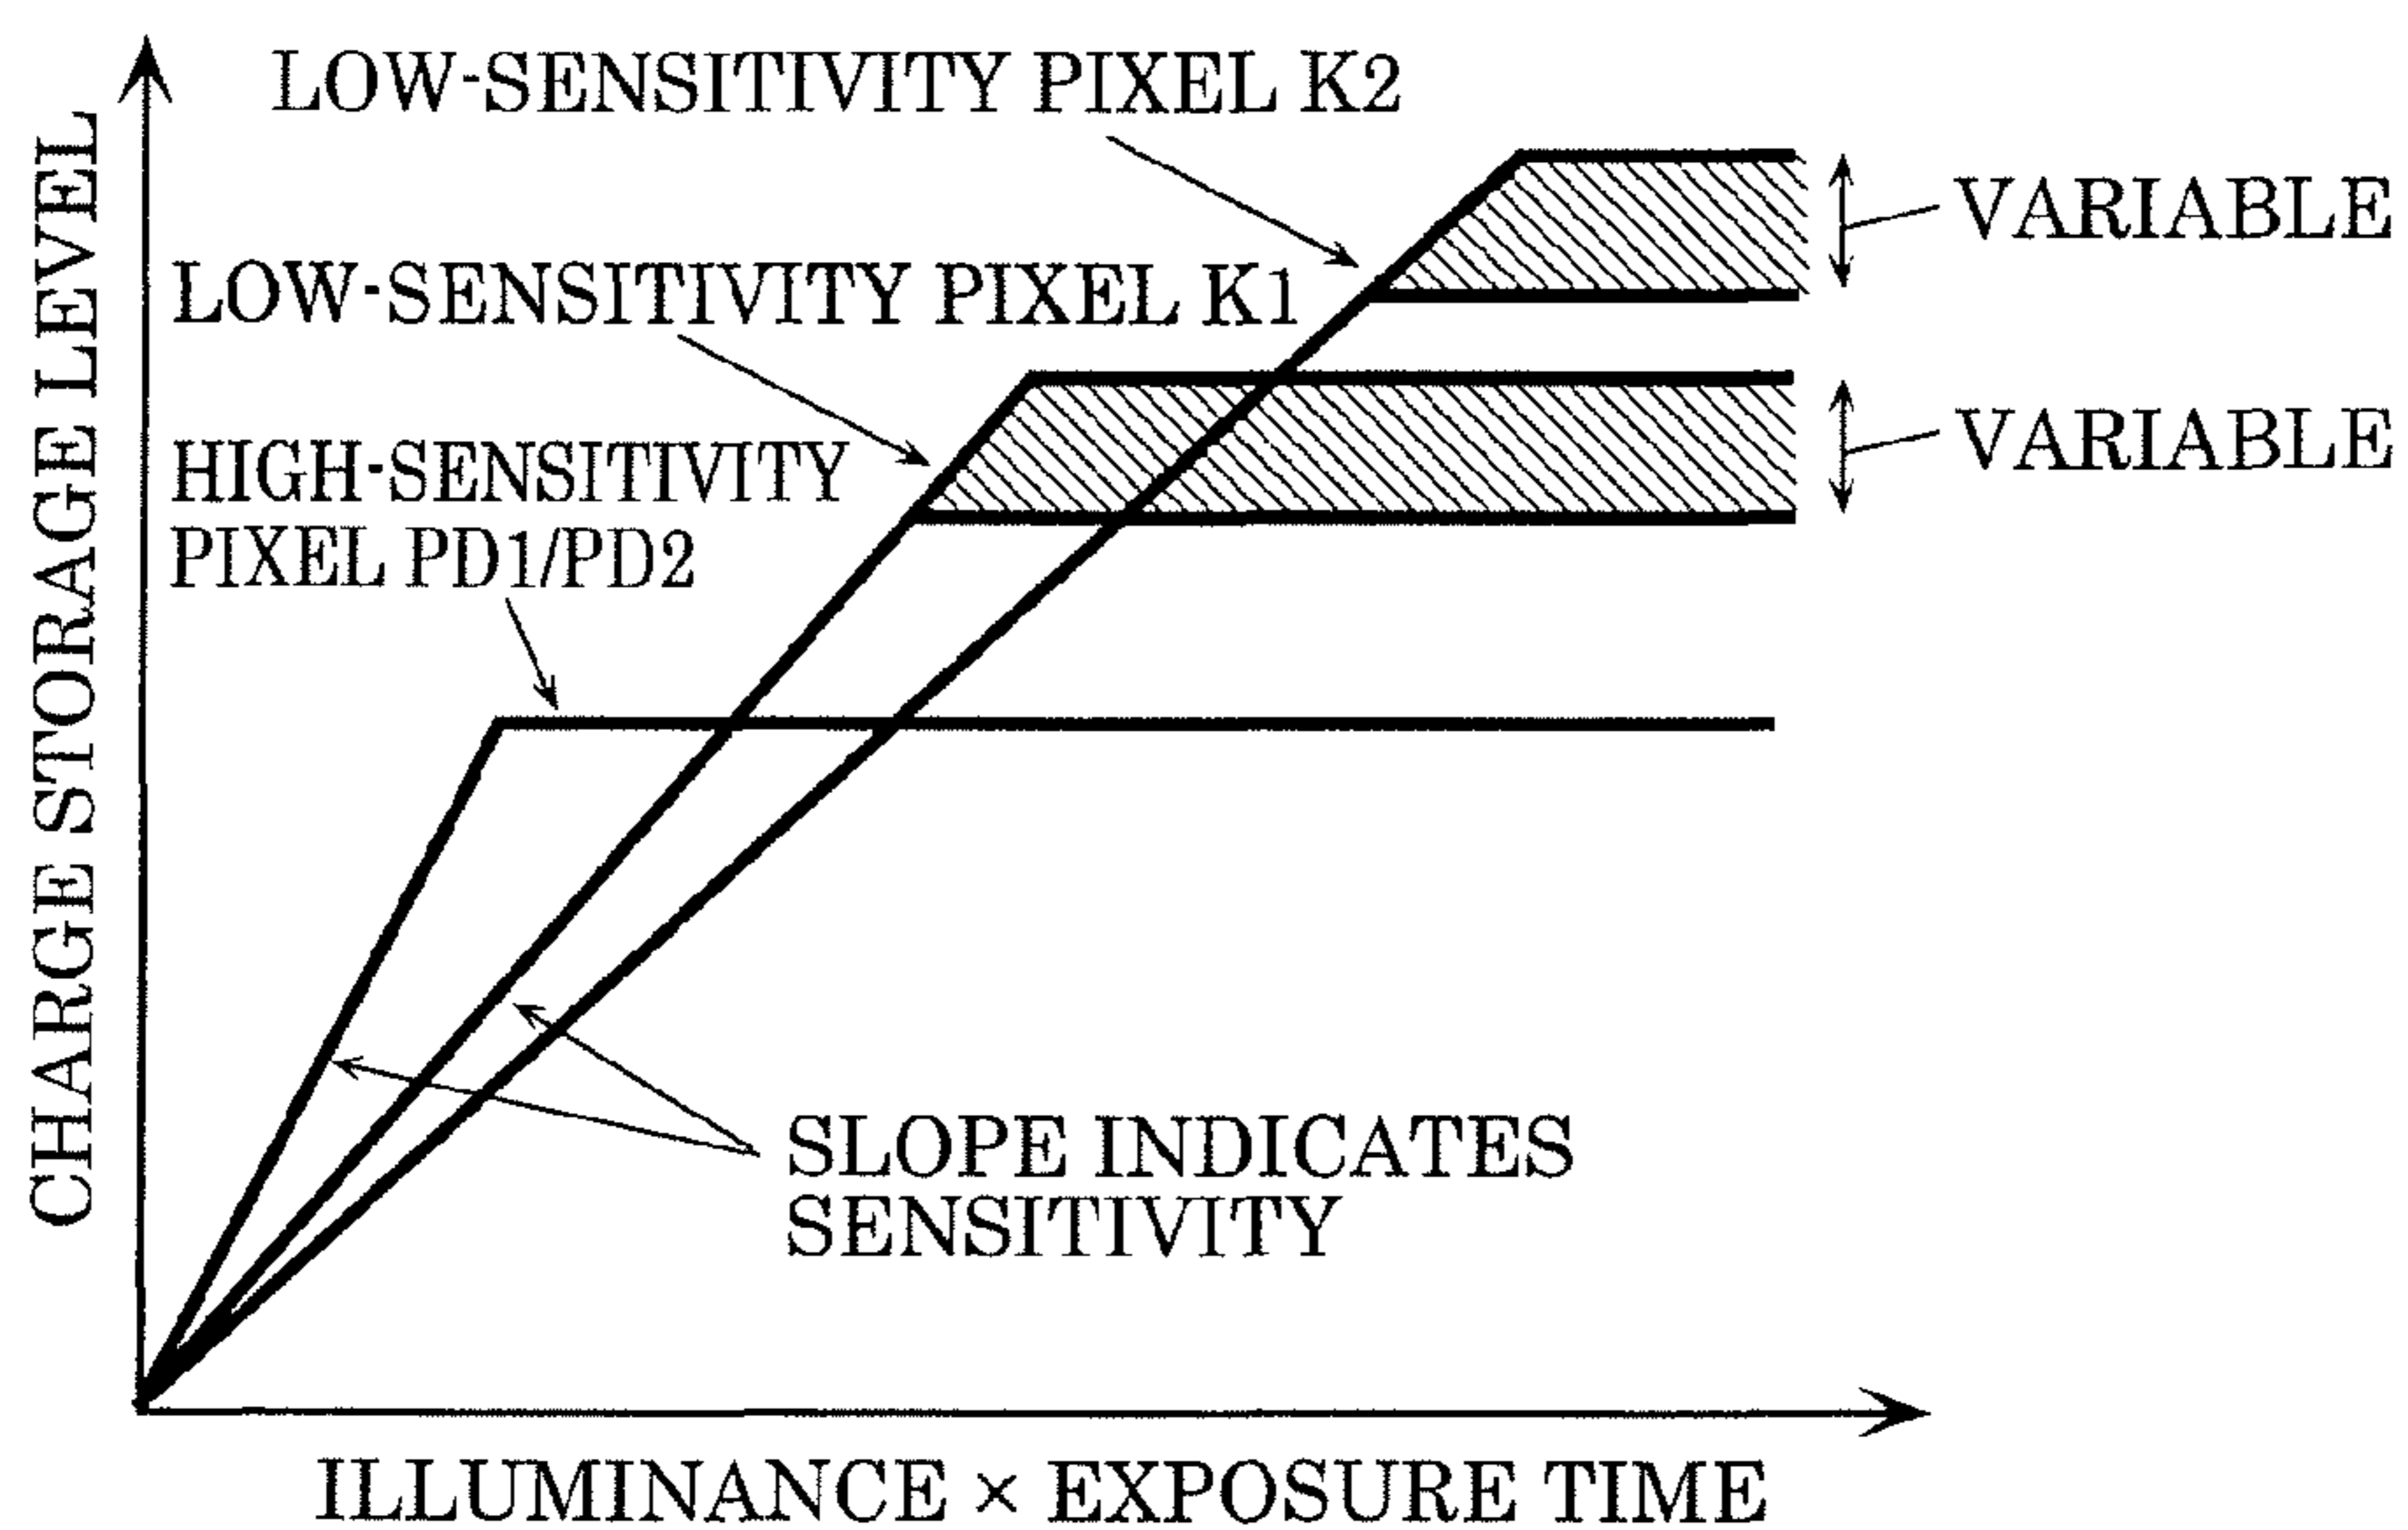 LOW-SENSITIVITY PIXEL K2
VARIABLE
LOW-SENSITIVITY PIXEL K1
VARIABLE
HIGH-SENSITIVITY
PIXEL PD1/PD2
CHARGE STORAGE LEVEL
SLOPE INDICATES
SENSITIVITY
ILLUMINANCE × EXPOSURE TIME